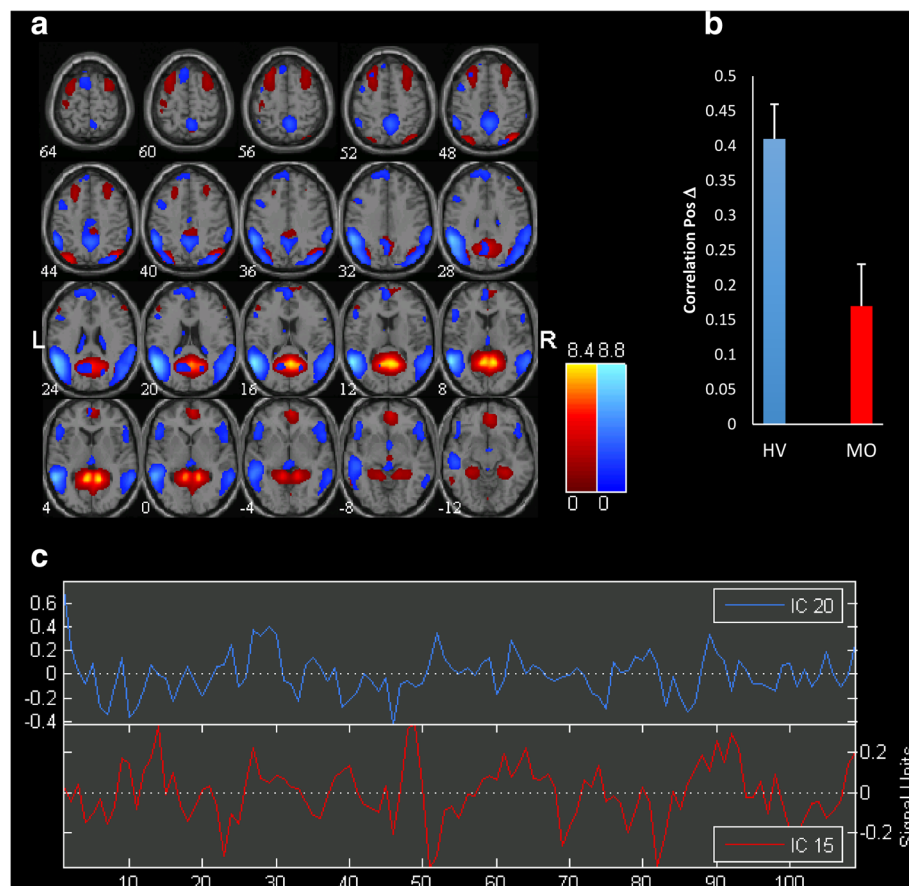 a
64 60 56 52 48
44 40 36 32 28
L R
24 20 16 12 8
4 0 -4 -8 -12
8.4 8.8
0 0
b
Correlation Pos Δ
0.5
0.45
0.4
0.35
0.3
0.25
0.2
0.15
0.1
0.05
0
HV MO
c
IC 20
0.6
0.4
0.2
0
-0.2
-0.4
0.2
0
-0.2
Signal Units
IC 15
10 20 30 40 50 60 70 80 90 100